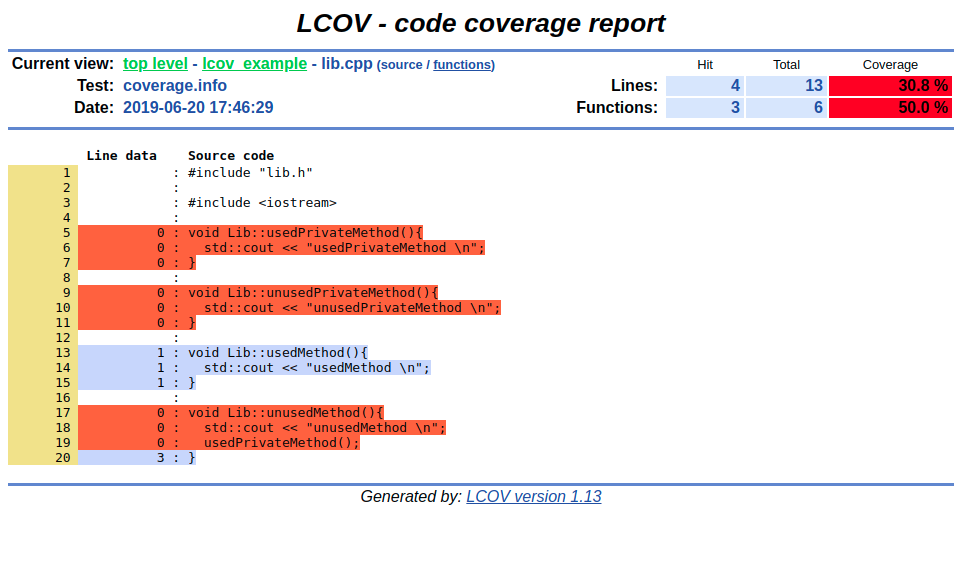 LCOV - code coverage report
Current view: top level - lcov_example - lib.cpp (source / functions) Hit Total Coverage
Test: coverage.info Lines: 4 13 30.8 %
Date: 2019-06-20 17:46:29 Functions: 3 6 50.0 %
Line data Source code
1 : #include "lib.h"
2 :
3 : #include <iostream>
4 :
5 0 : void Lib::usedPrivateMethod(){
6 0 : std::cout << "usedPrivateMethod \n";
7 0 : }
8 :
9 0 : void Lib::unusedPrivateMethod(){
10 0 : std::cout << "unusedPrivateMethod \n";
11 0 : }
12 :
13 1 : void Lib::usedMethod(){
14 1 : std::cout << "usedMethod \n";
15 1 : }
16 :
17 0 : void Lib::unusedMethod(){
18 0 : std::cout << "unusedMethod \n";
19 0 : usedPrivateMethod();
20 3 : }
Generated by: LCOV version 1.13